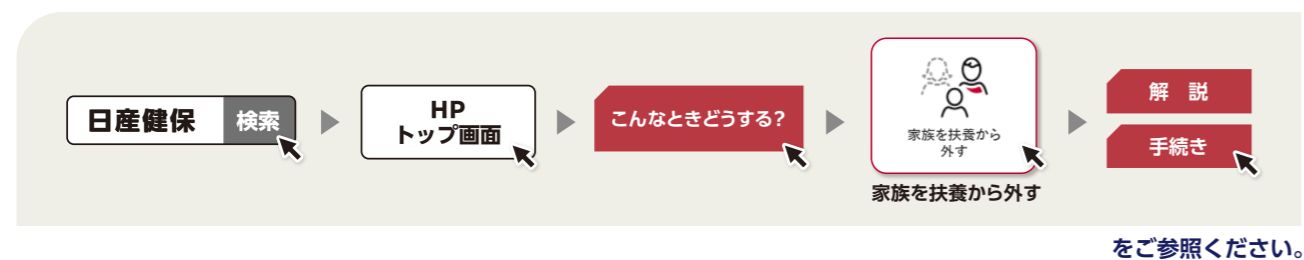 日産健保 検索
HP
トップ画面
こんなときどうする?
家族を扶養から
外す
家族を扶養から外す
解 説
手続き
をご参照ください。